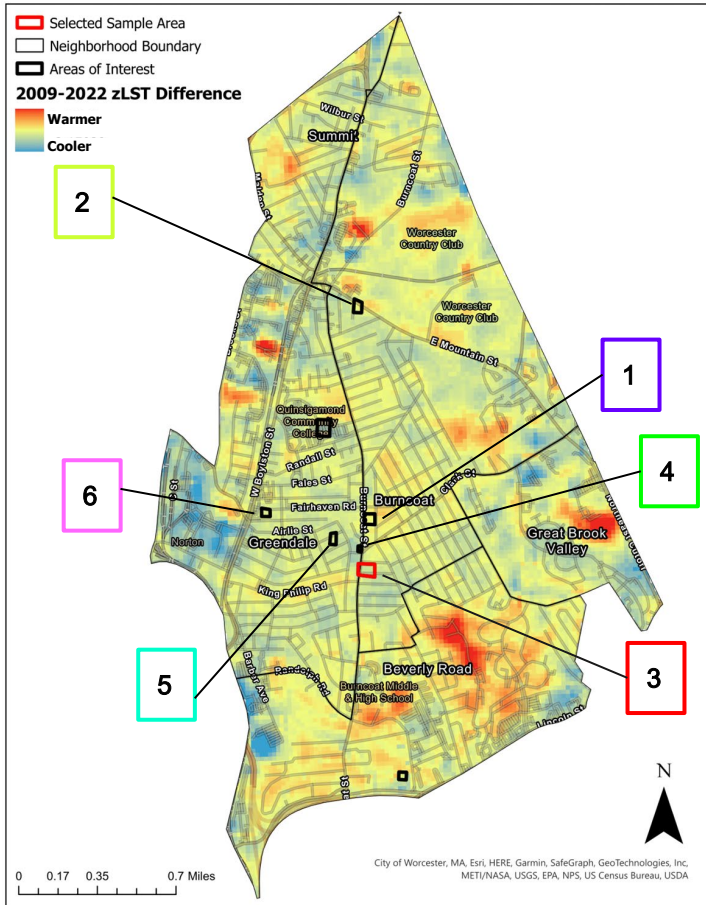 Selected Sample Area
Neighborhood Boundary
Areas of Interest
2009-2022 zLST Difference
Warmer
Cooler
Wilbur St
Summit
2
Burncoat St
Worcester
Country Club
Worcester
Country Club
E Mountain St
1
Quinsigamond
Community
College
W Boylston St
Randall St
Clark St
4
6
Fales St
Burncoat St
Burncoat
Fairhaven Rd
Airlie St
Great Brook
Valley
Norton
Greendale
King Philip Rd
5
3
Barber Ave
Randolph Rd
Beverly Road
Burncoat Middle
& High School
Lincoln St
N
0 0.17 0.35 0.7 Miles
City of Worcester, MA, Esri, HERE, Garmin, SafeGraph, GeoTechnologies, Inc,
METI/NASA, USGS, EPA, NPS, US Census Bureau, USDA